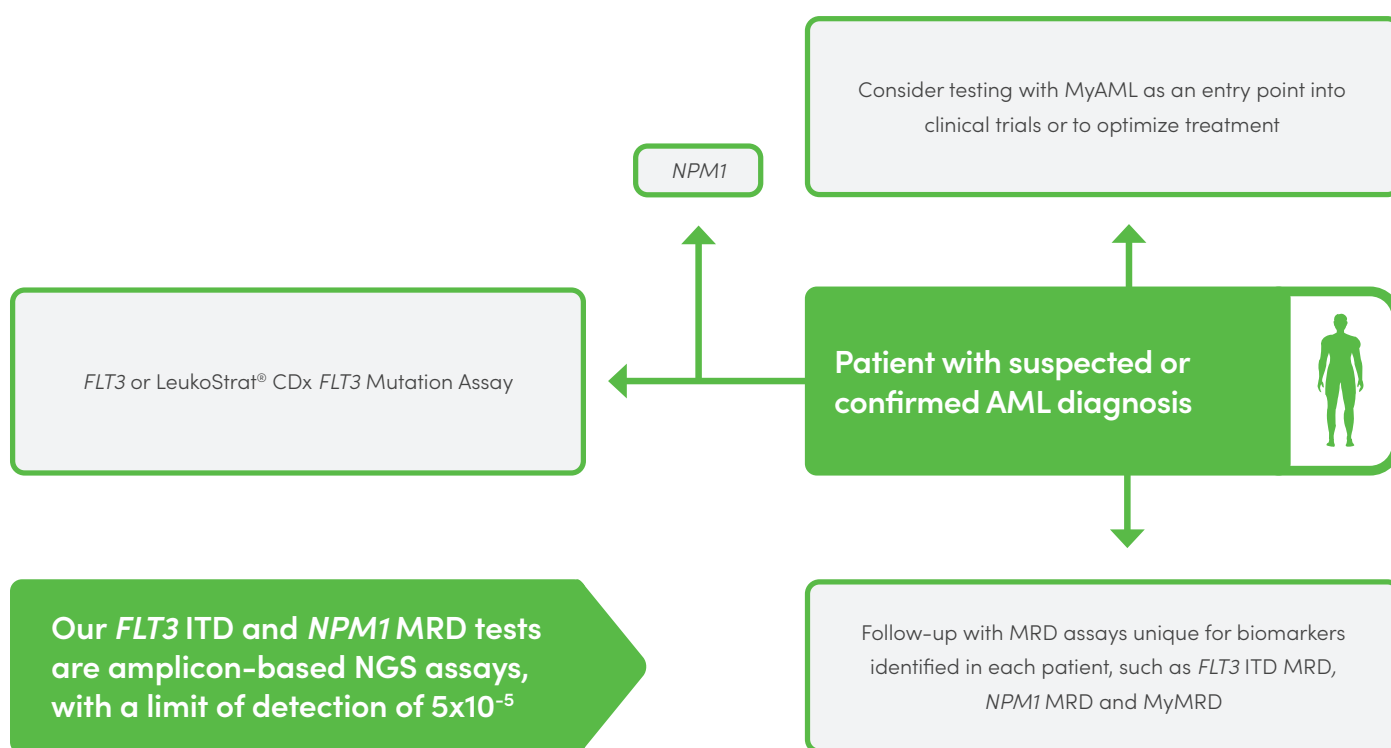 Consider testing with MyAML as an entry point into
clinical trials or to optimize treatment
NPM1
FLT3 or LeukoStrat® CDx FLT3 Mutation Assay
Patient with suspected or
confirmed AML diagnosis
Our FLT3 ITD and NPM1 MRD tests
are amplicon-based NGS assays,
with a limit of detection of 5x10⁻⁵
Follow-up with MRD assays unique for biomarkers
identified in each patient, such as FLT3 ITD MRD,
NPM1 MRD and MyMRD